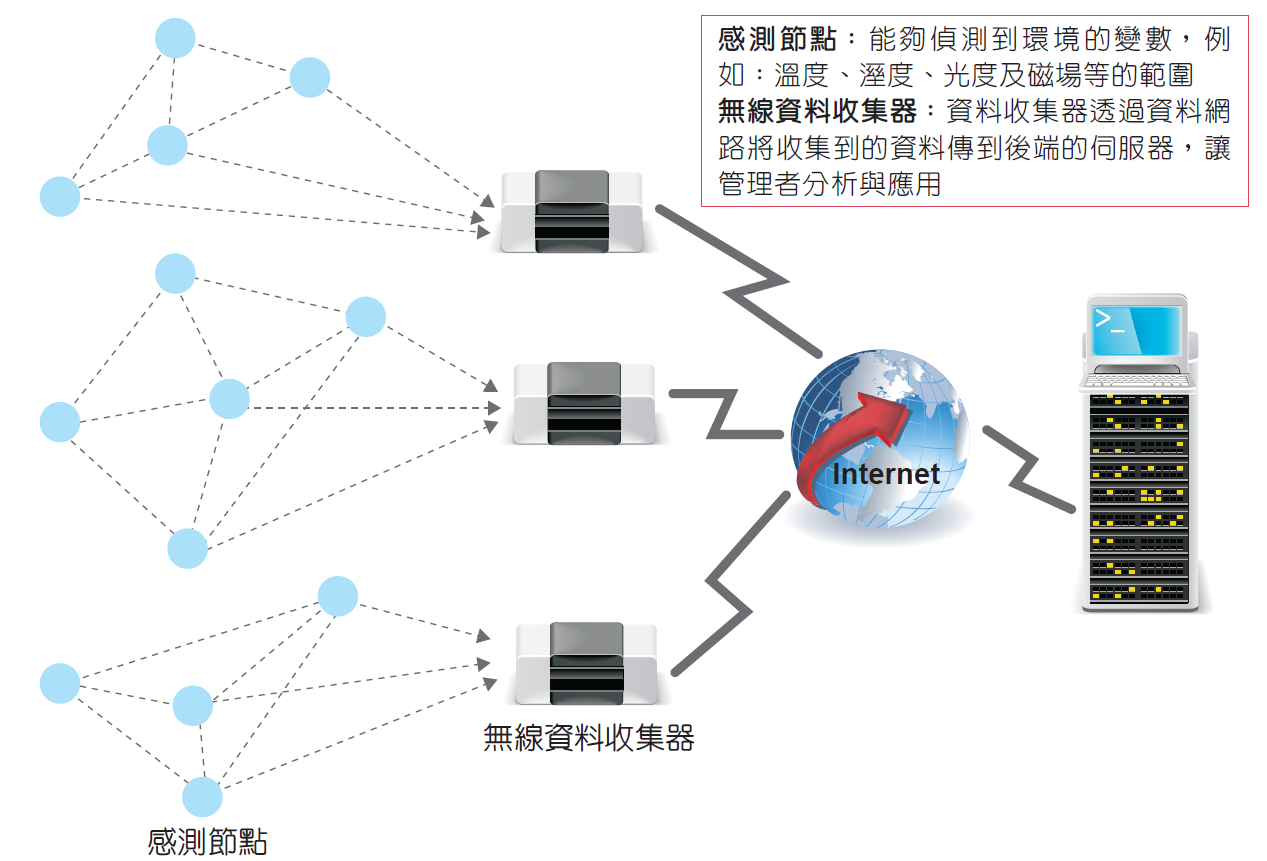 感測節點：能夠偵測到環境的變數，例
如：溫度、溼度、光度及磁場等的範圍
無線資料收集器：資料收集器透過資料網
路將收集到的資料傳到後端的伺服器，讓
管理者分析與應用
>_
Internet
無線資料收集器
感測節點